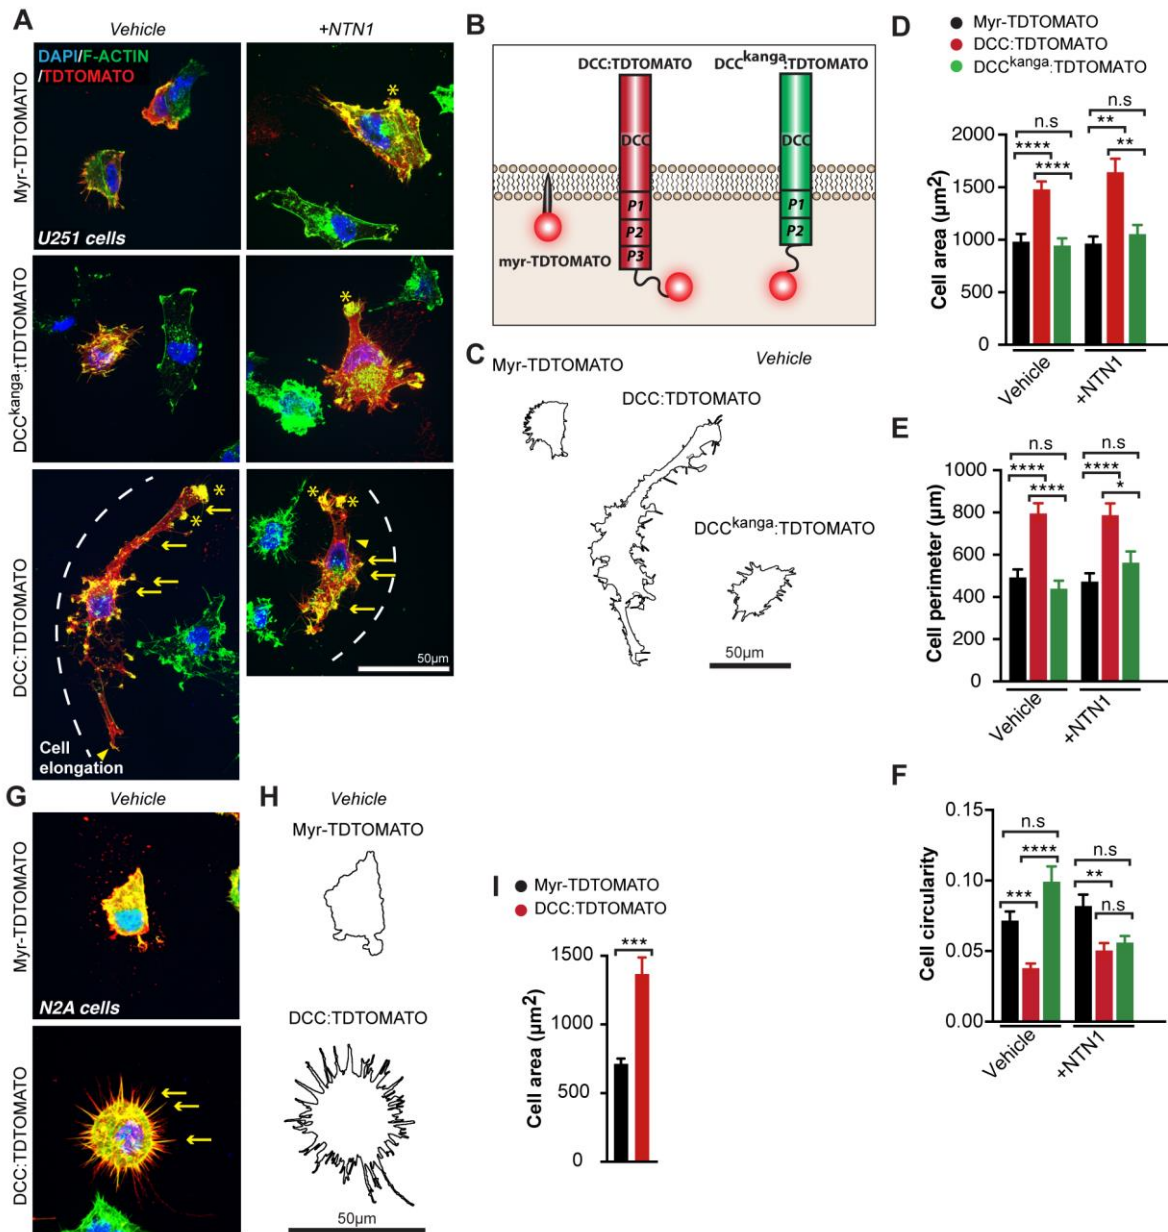 A
Vehicle
+NTN1
Myr-TDTOMATO
DAPI/F-ACTIN
/TDTOMATO
*
U251 cells
DCCkanga:tTDTOMATO
*
DCC:TDTOMATO
*
*
* *
50µm
Cell
elongation
B
DCC:TDTOMATO
DCCkanga:TDTOMATO
DCC
DCC
P1
P2
P3
P1
P2
myr-TDTOMATO
C
Vehicle
Myr-TDTOMATO
DCC:TDTOMATO
DCCkanga:TDTOMATO
50µm
D
Myr-TDTOMATO
DCC:TDTOMATO
DCCkanga:TDTOMATO
n.s
n.s
**
****
**
****
Cell area (µm2)
2000
1500
1000
500
0
Vehicle
+NTN1
E
n.s
n.s
****
****
****
*
Cell perimeter (µm)
1000
800
600
400
200
0
Vehicle
+NTN1
F
n.s
****
***
n.s
**
n.s
Cell circularity
0.15
0.10
0.05
0.00
Vehicle
+NTN1
G
Vehicle
Myr-TDTOMATO
N2A cells
DCC:TDTOMATO
H
Vehicle
Myr-TDTOMATO
DCC:TDTOMATO
50µm
I
Myr-TDTOMATO
DCC:TDTOMATO
***
Cell area (µm2)
1500
1000
500
0